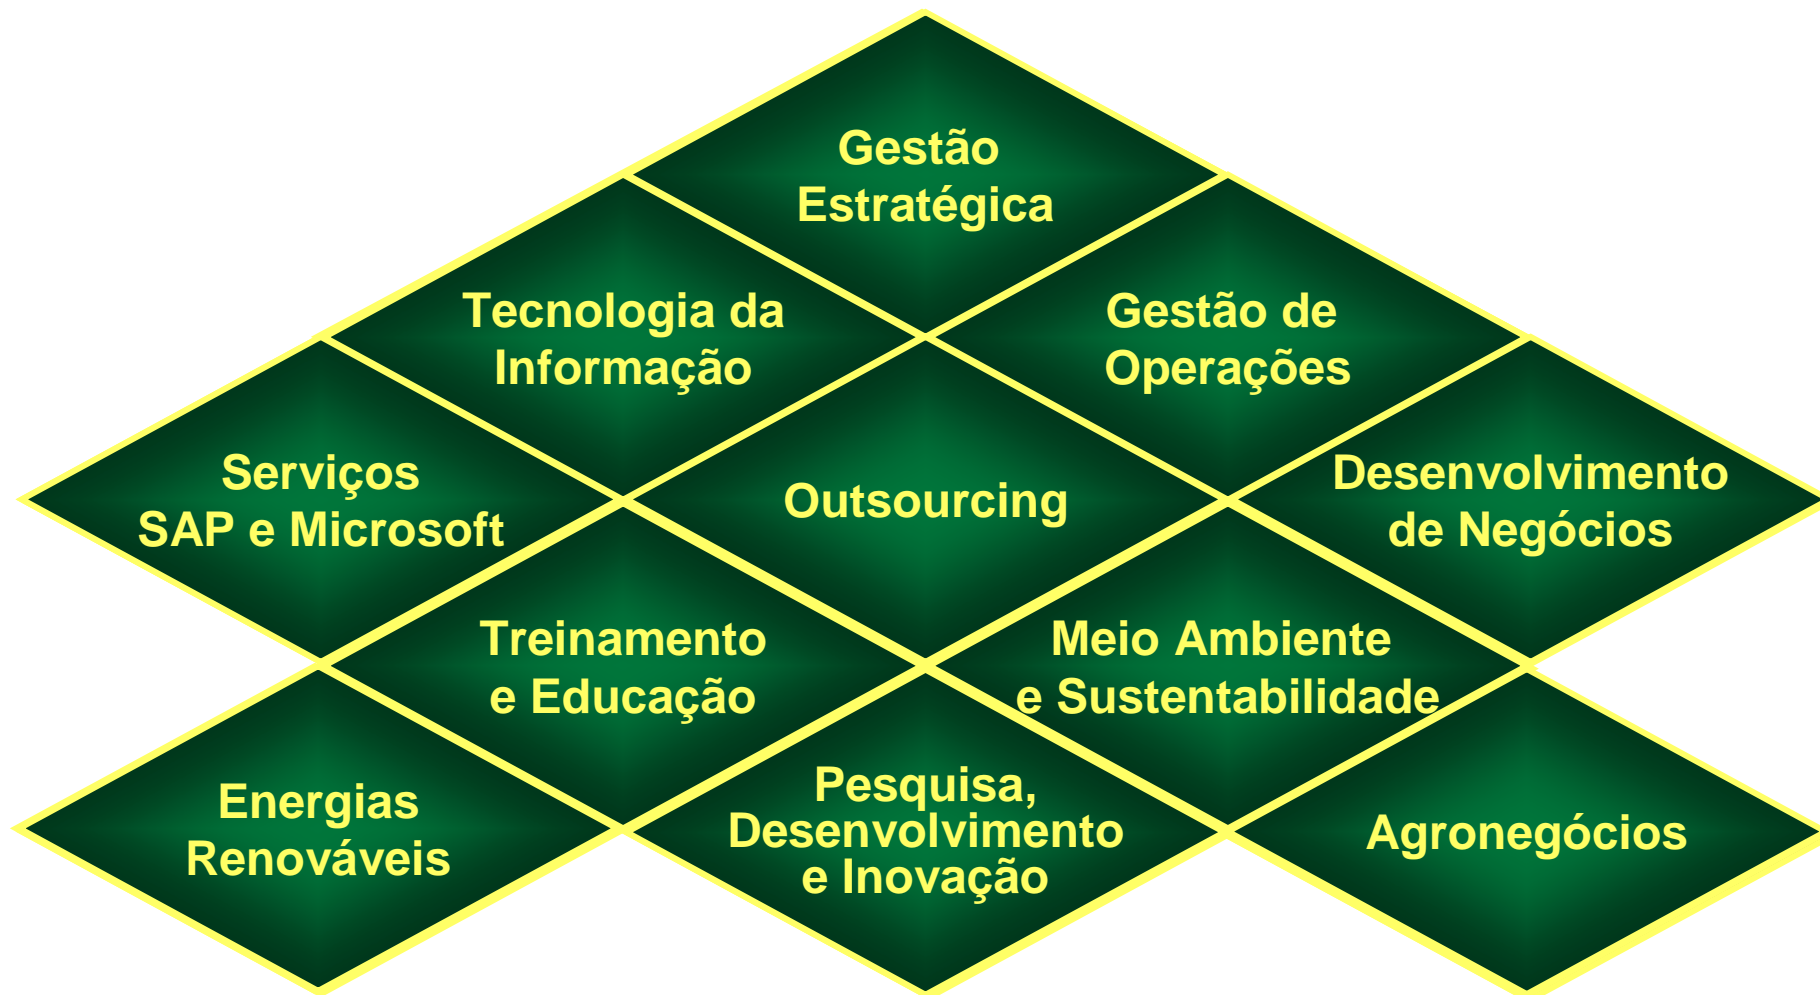 Gestão
Estratégica
Tecnologia da
Informação
Gestão de
Operações
Serviços
SAP e Microsoft
Outsourcing
Desenvolvimento
de Negócios
Treinamento
e Educação
Meio Ambiente
e Sustentabilidade
Energias
Renováveis
Pesquisa,
Desenvolvimento
e Inovação
Agronegócios